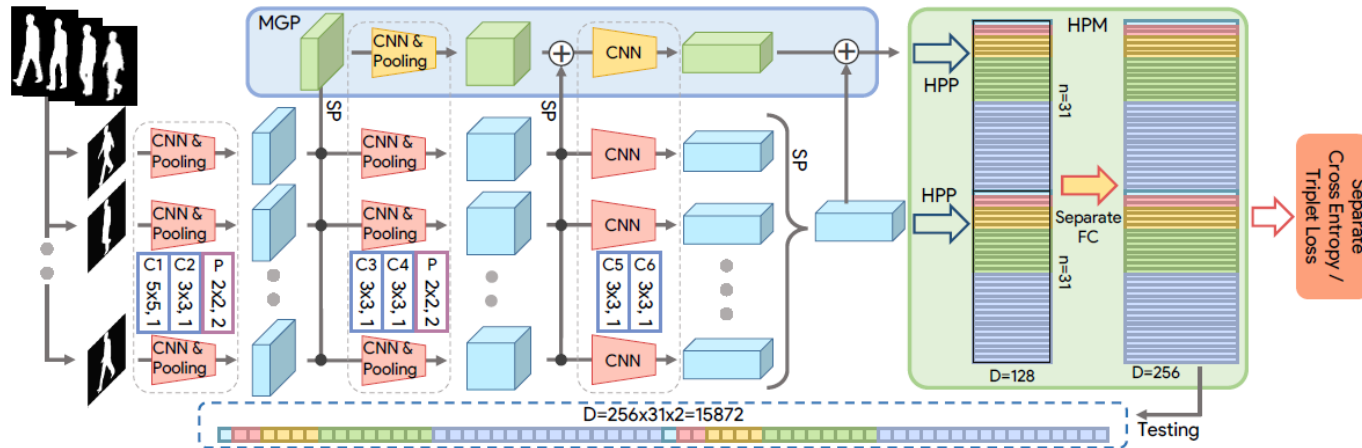 MGP
CNN &
Pooling
CNN
HPM
SP
SP
HPP
n=31
CNN &
Pooling
CNN &
Pooling
CNN
SP
CNN &
Pooling
CNN &
Pooling
CNN
HPP
Separate
FC
Separate
Cross Entropy /
Triplet Loss
C1 5x5, 1
C2 3x3, 1
P 2x2, 2
C3 3x3, 1
C4 3x3, 1
P 2x2, 2
C5 3x3, 1
C6 3x3, 1
n=31
CNN &
Pooling
CNN &
Pooling
CNN
D=128
D=256
D=256x31x2=15872
Testing